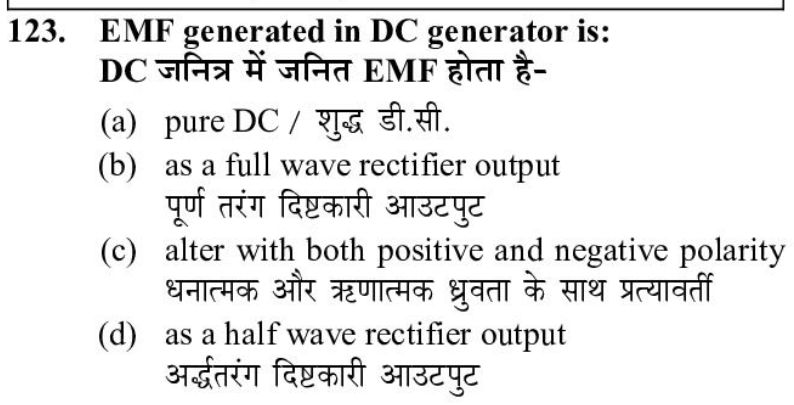 123. EMF generated in DC generator is:
DC जनित्र में जनित EMF होता है-
(a) pure DC / शुद्ध डी.सी.
(b) as a full wave rectifier output
पूर्ण तरंग दिष्टकारी आउटपुट
(c) alter with both positive and negative polarity
धनात्मक और ऋणात्मक ध्रुवता के साथ प्रत्यावर्ती
(d) as a half wave rectifier output
अर्द्धतरंग दिष्टकारी आउटपुट